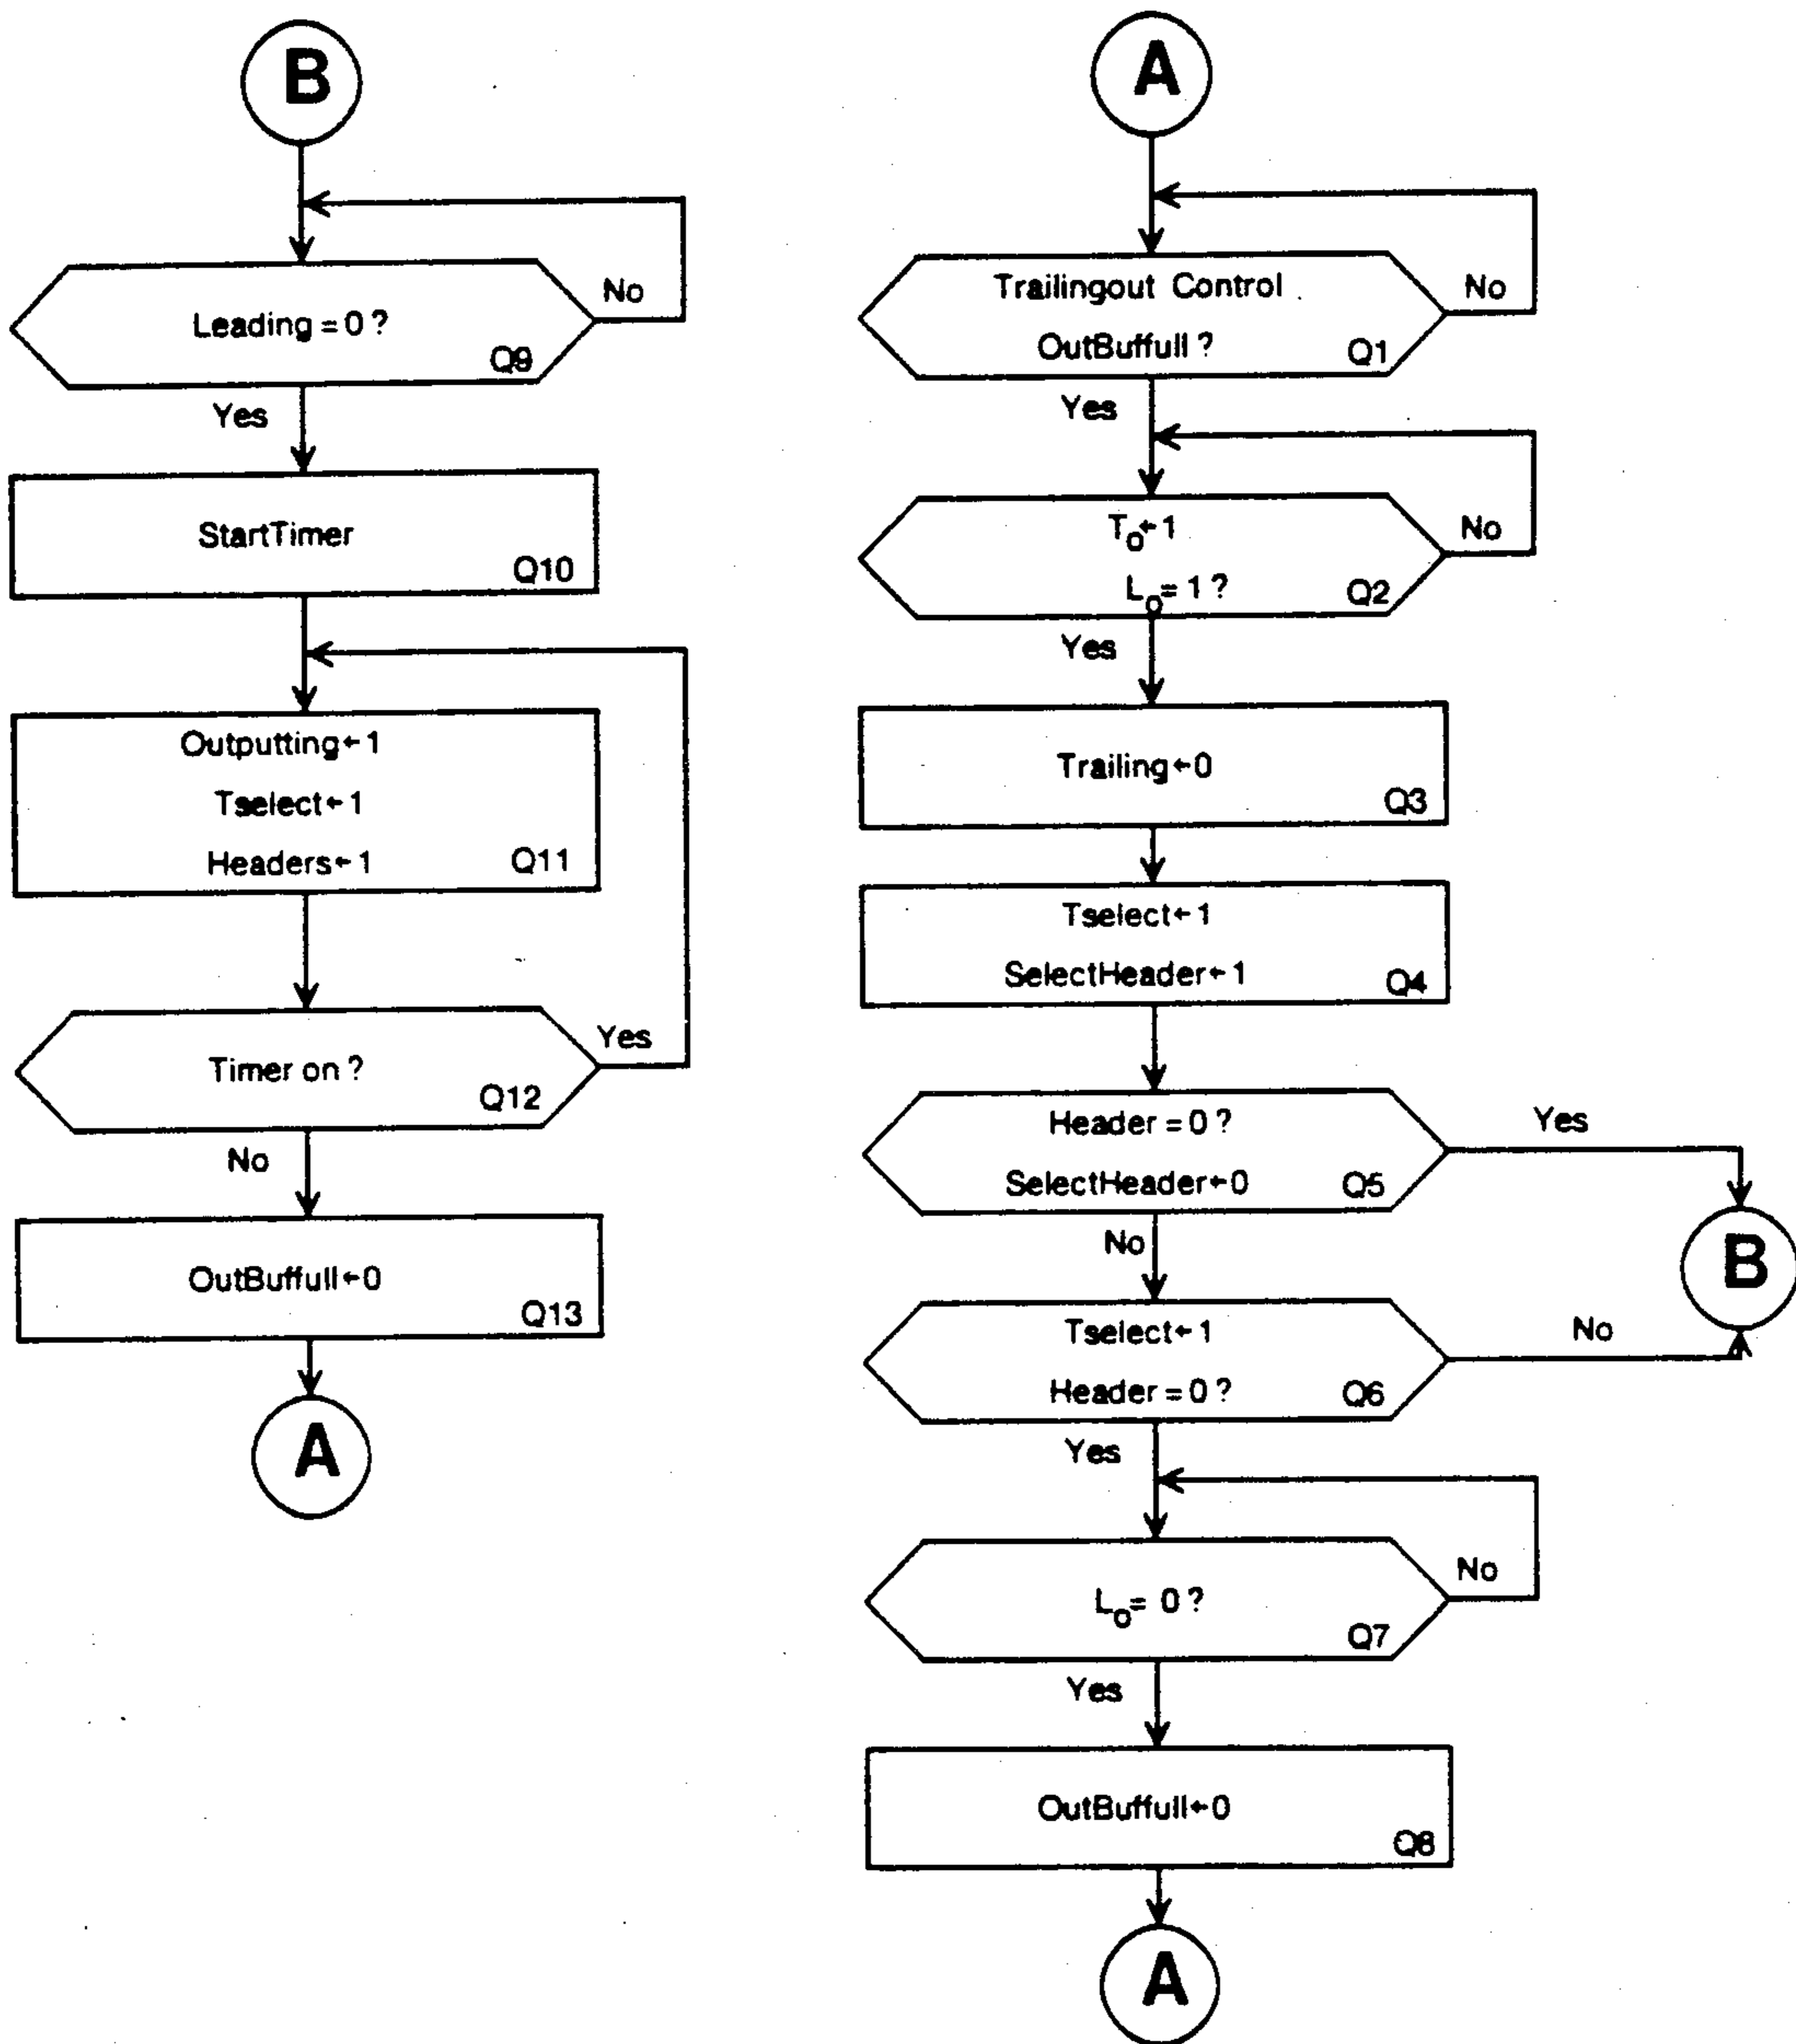 B
Leading = 0 ?
No
Q9
Yes
StartTimer
Q10
Outputting←1
Tselect←1
Headers←1
Q11
Timer on ?
Yes
Q12
No
OutBuffull←0
Q13
A
A
Trailingout Control
No
OutBuffull ?
Q1
Yes
To←1
No
Lo= 1 ?
Q2
Yes
Trailing←0
Q3
Tselect←1
SelectHeader←1
Q4
Header = 0 ?
Yes
SelectHeader←0
Q5
No
B
Tselect←1
No
Header = 0 ?
Q6
Yes
Lo= 0 ?
No
Q7
Yes
OutBuffull←0
Q8
A